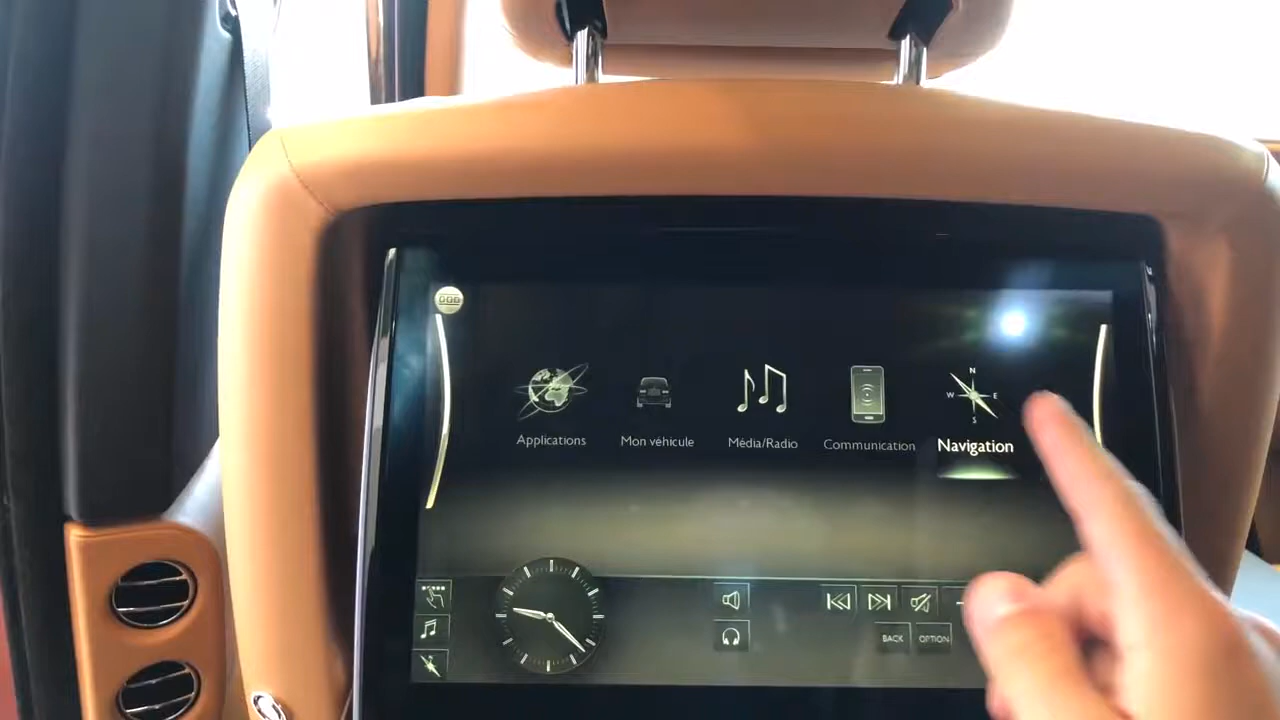 N
W E
S
Applications Mon véhicule Média/Radio Communication Navigation
BACK OPTION